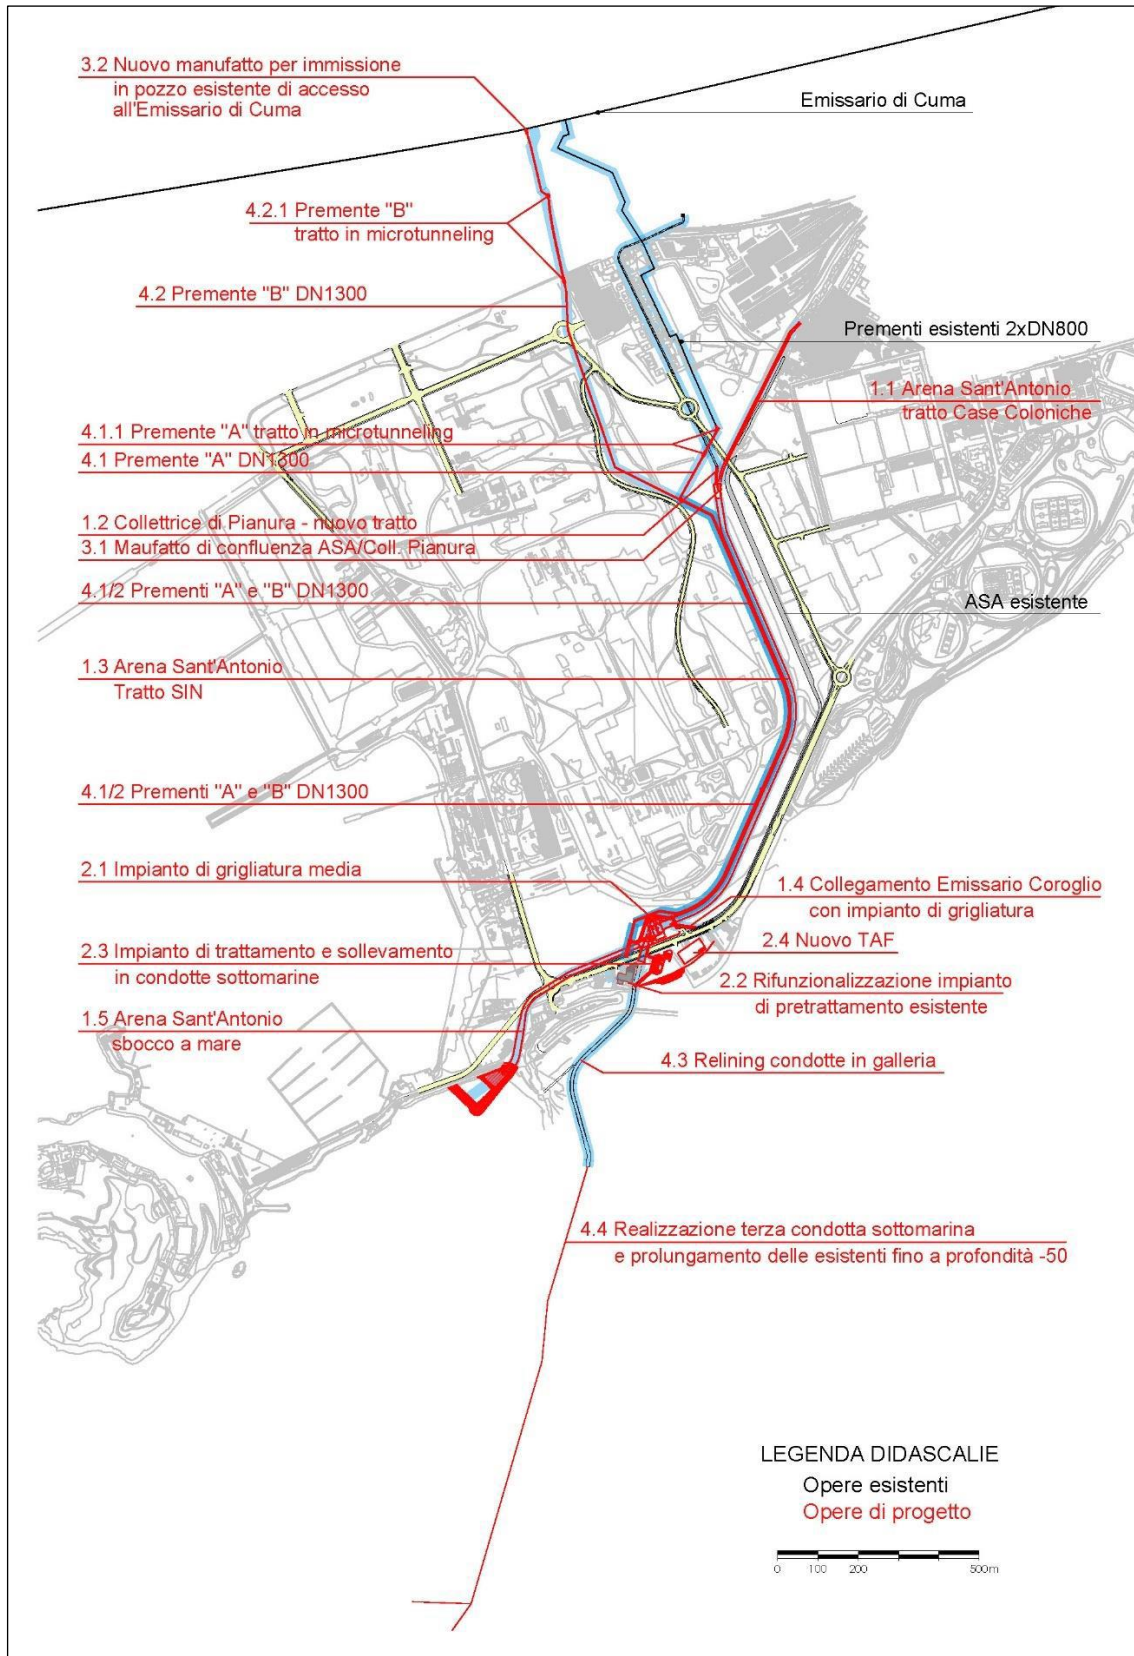 3.2 Nuovo manufatto per immissione
in pozzo esistente di accesso
all'Emissario di Cuma
Emissario di Cuma
4.2.1 Premente "B"
tratto in microtunneling
4.2 Premente "B" DN1300
Prementi esistenti 2xDN800
1.1 Arena Sant'Antonio
tratto Case Coloniche
4.1.1 Premente "A" tratto in microtunneling
4.1 Premente "A" DN1300
1.2 Collettrice di Pianura - nuovo tratto
3.1 Maufatto di confluenza ASA/Coll. Pianura
4.1/2 Prementi "A" e "B" DN1300
ASA esistente
1.3 Arena Sant'Antonio
Tratto SIN
4.1/2 Prementi "A" e "B" DN1300
2.1 Impianto di grigliatura media
1.4 Collegamento Emissario Coroglio
con impianto di grigliatura
2.3 Impianto di trattamento e sollevamento
in condotte sottomarine
2.4 Nuovo TAF
2.2 Rifunzionalizzazione impianto
di pretrattamento esistente
1.5 Arena Sant'Antonio
sbocco a mare
4.3 Relining condotte in galleria
4.4 Realizzazione terza condotta sottomarina
e prolungamento delle esistenti fino a profondità -50
LEGENDA DIDASCALIE
Opere esistenti
Opere di progetto
0 100 200 500m